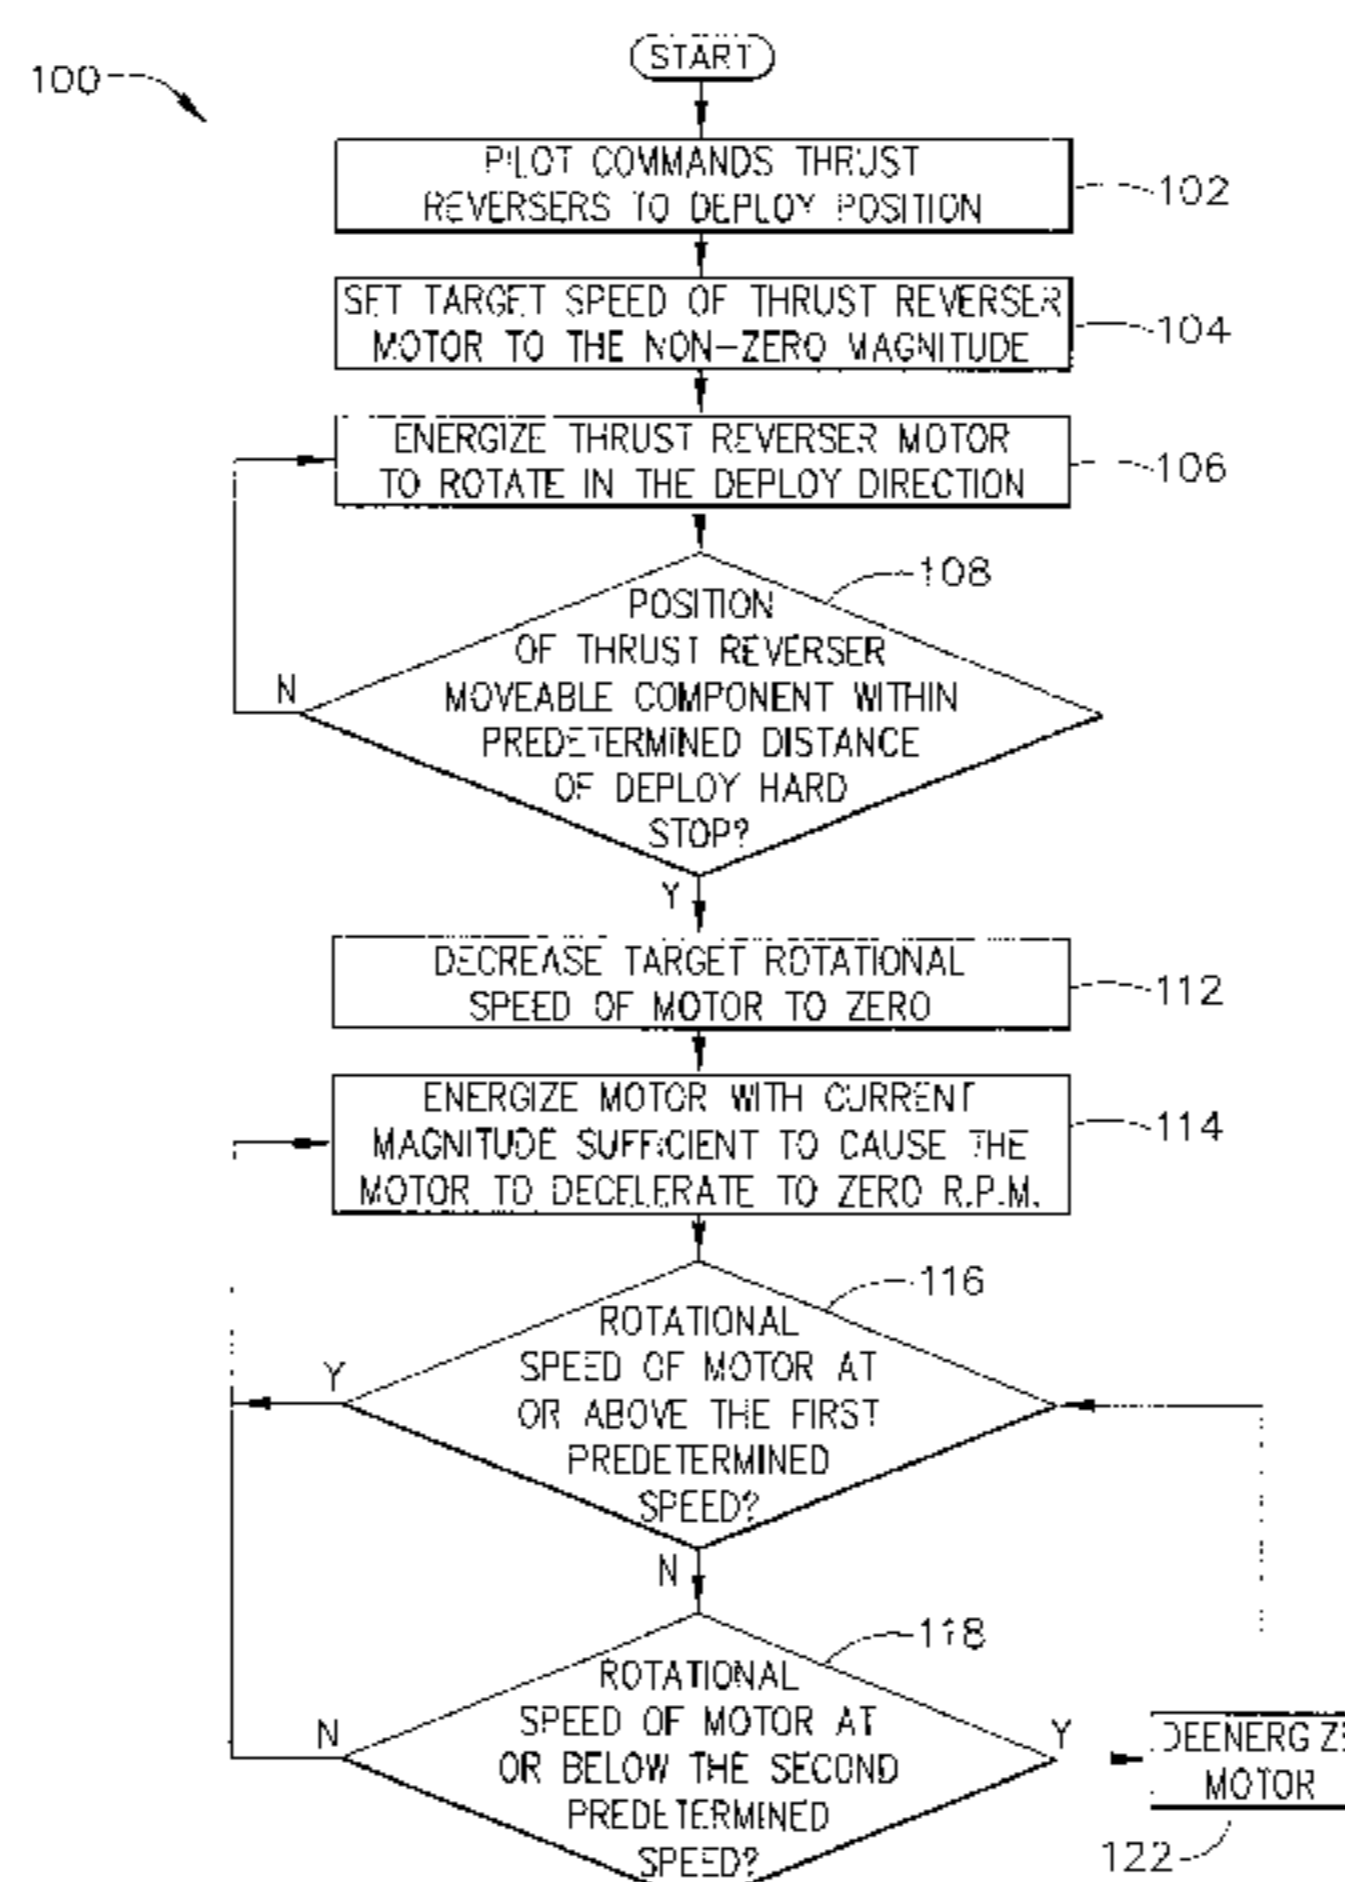 START
100
PILOT COMMANDS THRUST
REVERSERS TO DEPLOY POSITION
102
SET TARGET SPEED OF THRUST REVERSER
MOTOR TO THE NON-ZERO MAGNITUDE
104
ENERGIZE THRUST REVERSER MOTOR
TO ROTATE IN THE DEPLOY DIRECTION
106
108
POSITION
OF THRUST REVERSER
MOVEABLE COMPONENT WITHIN
PREDETERMINED DISTANCE
OF DEPLOY HARD
STOP?
N
Y
DECREASE TARGET ROTATIONAL
SPEED OF MOTOR TO ZERO
112
ENERGIZE MOTOR WITH CURRENT
MAGNITUDE SUFFICIENT TO CAUSE THE
MOTOR TO DECELERATE TO ZERO R.P.M.
114
116
ROTATIONAL
SPEED OF MOTOR AT
OR ABOVE THE FIRST
PREDETERMINED
SPEED?
Y
N
118
ROTATIONAL
SPEED OF MOTOR AT
OR BELOW THE SECOND
PREDETERMINED
SPEED?
N
Y
DEENERGIZE
MOTOR
122